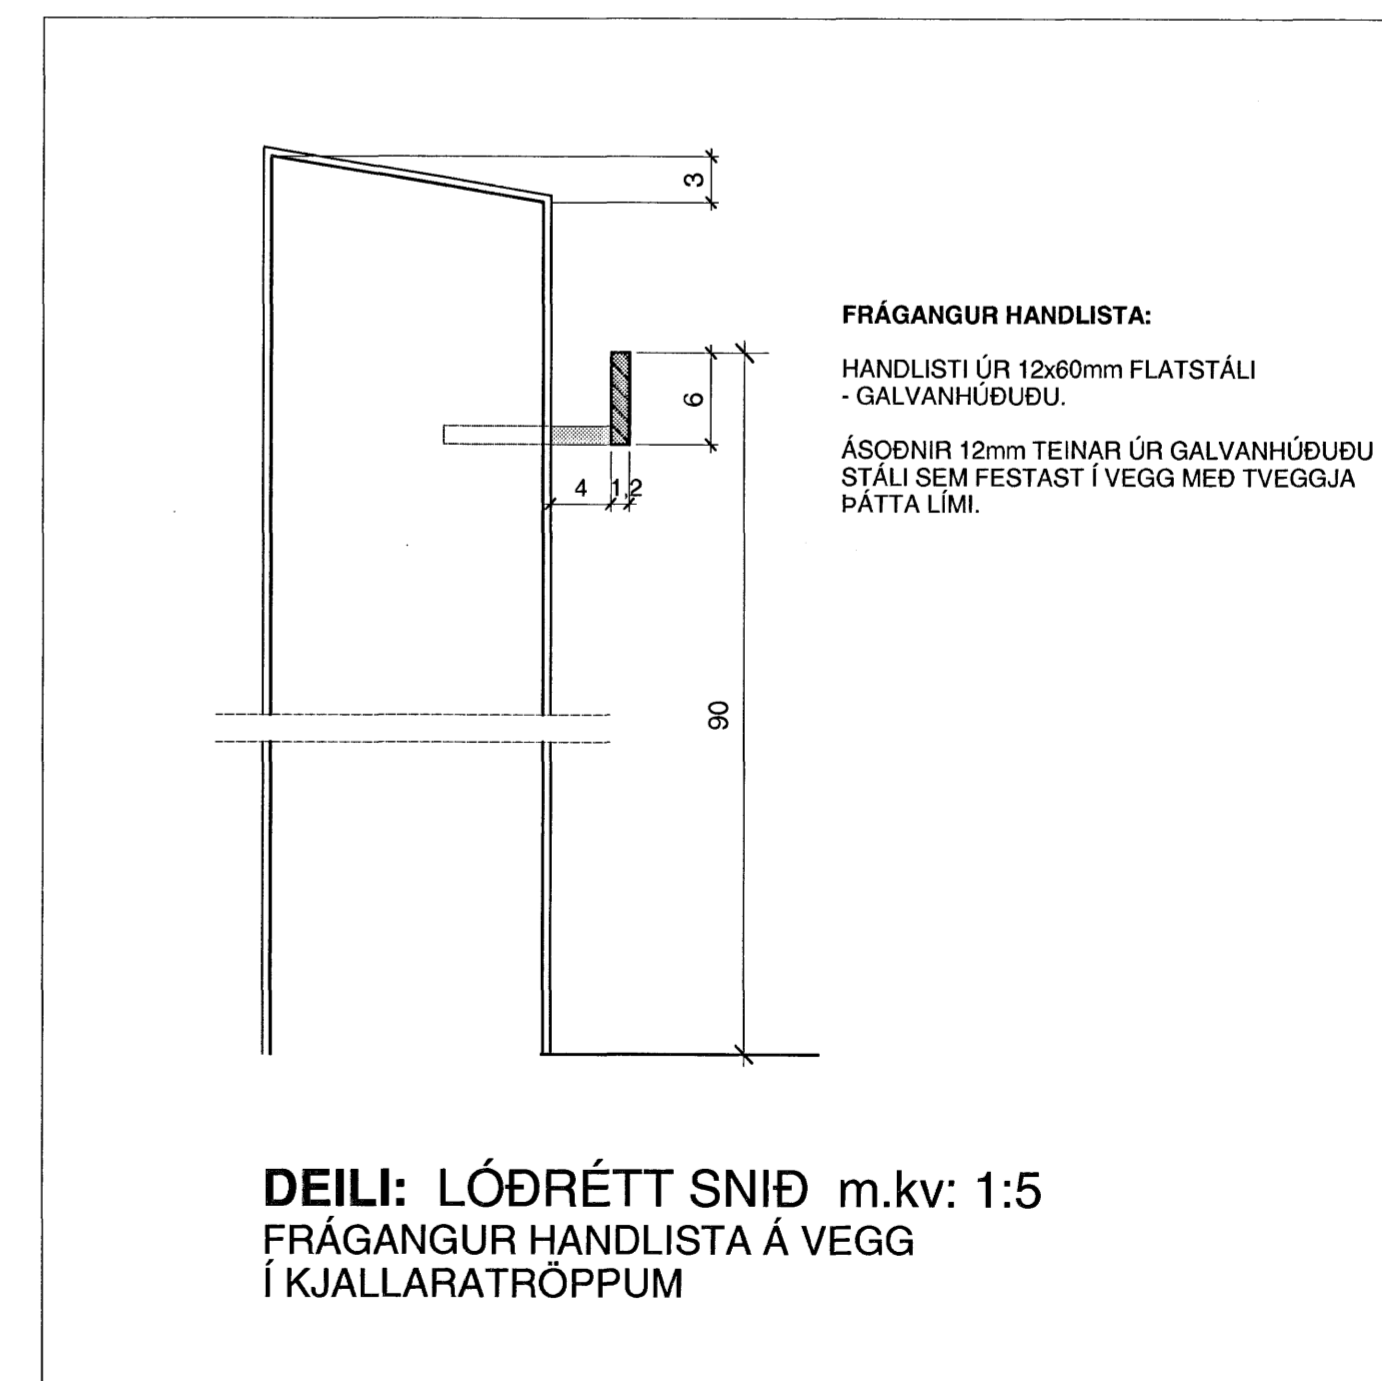 3
FRÁGANGUR HANDLISTA:
HANDLISTI ÚR 12x60mm FLATSTÁLI
- GALVANHÚÐUÐU.
6
ÁSOÐNIR 12mm TEINAR ÚR GALVANHÚÐUÐU
STÁLI SEM FESTAST Í VEGG MEÐ TVEGGJA
ÞÁTTA LÍMI.
4 1,2
90
DEILI: LÓÐRÉTT SNIÐ m.kv: 1:5
FRÁGANGUR HANDLISTA Á VEGG
Í KJALLARATRÖPPUM